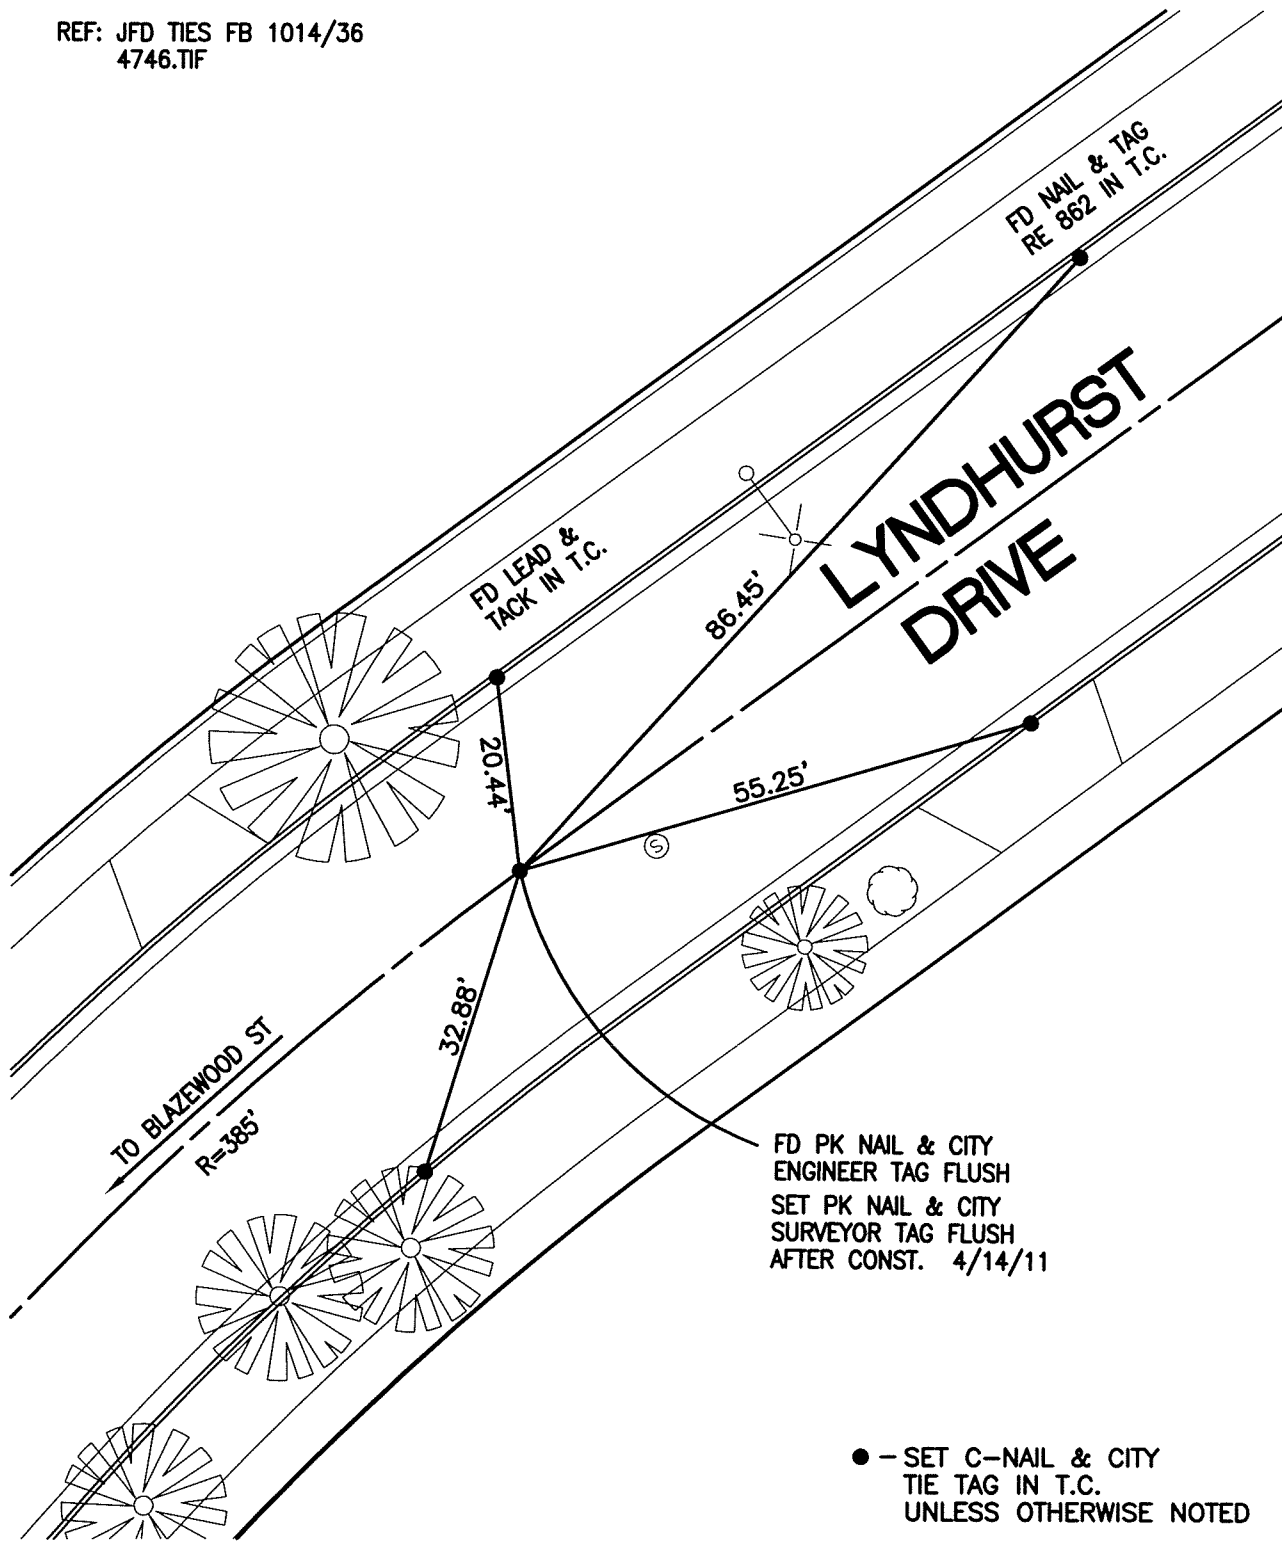 REF: JFD TIES FB 1014/36
4746.TIF
FD NAIL & TAG
RE 862 IN T.C.
LYNDHURST
DRIVE
FD LEAD &
TACK IN T.C.
86.45'
20.44'
55.25'
S
32.88'
TO BLAZEWOOD ST
R=385'
FD PK NAIL & CITY
ENGINEER TAG FLUSH
SET PK NAIL & CITY
SURVEYOR TAG FLUSH
AFTER CONST. 4/14/11
– SET C–NAIL & CITY
TIE TAG IN T.C.
UNLESS OTHERWISE NOTED